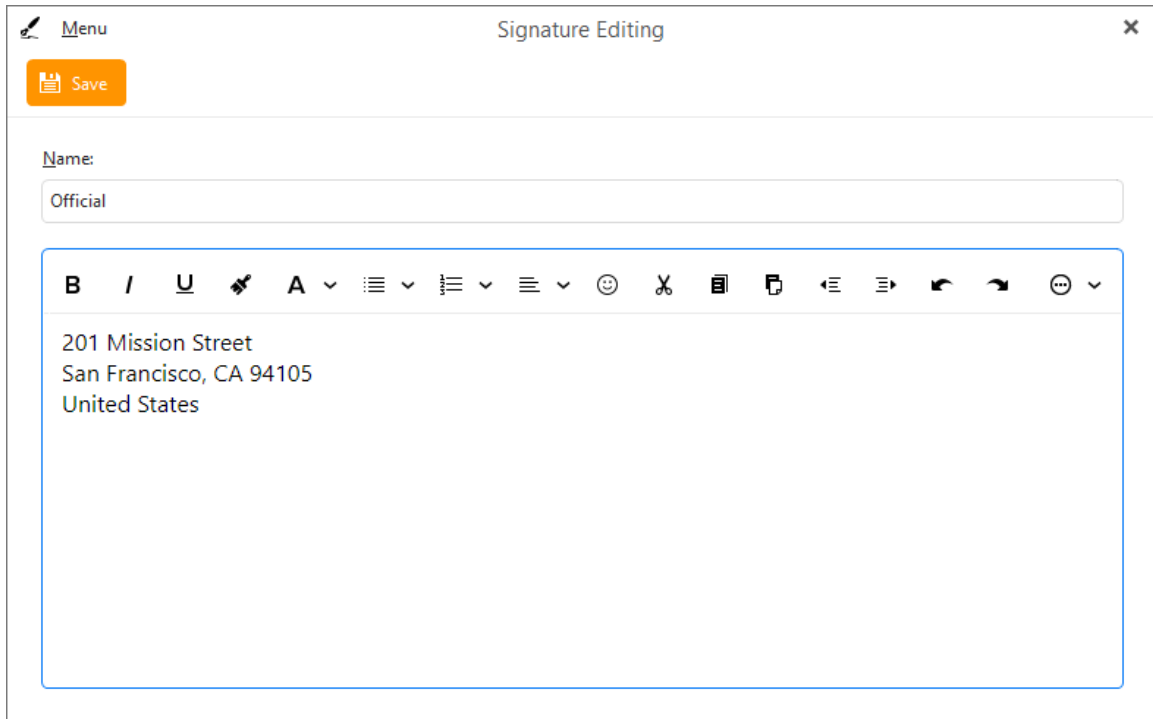 Menu
Signature Editing
Save
Name:
Official
201 Mission Street
San Francisco, CA 94105
United States